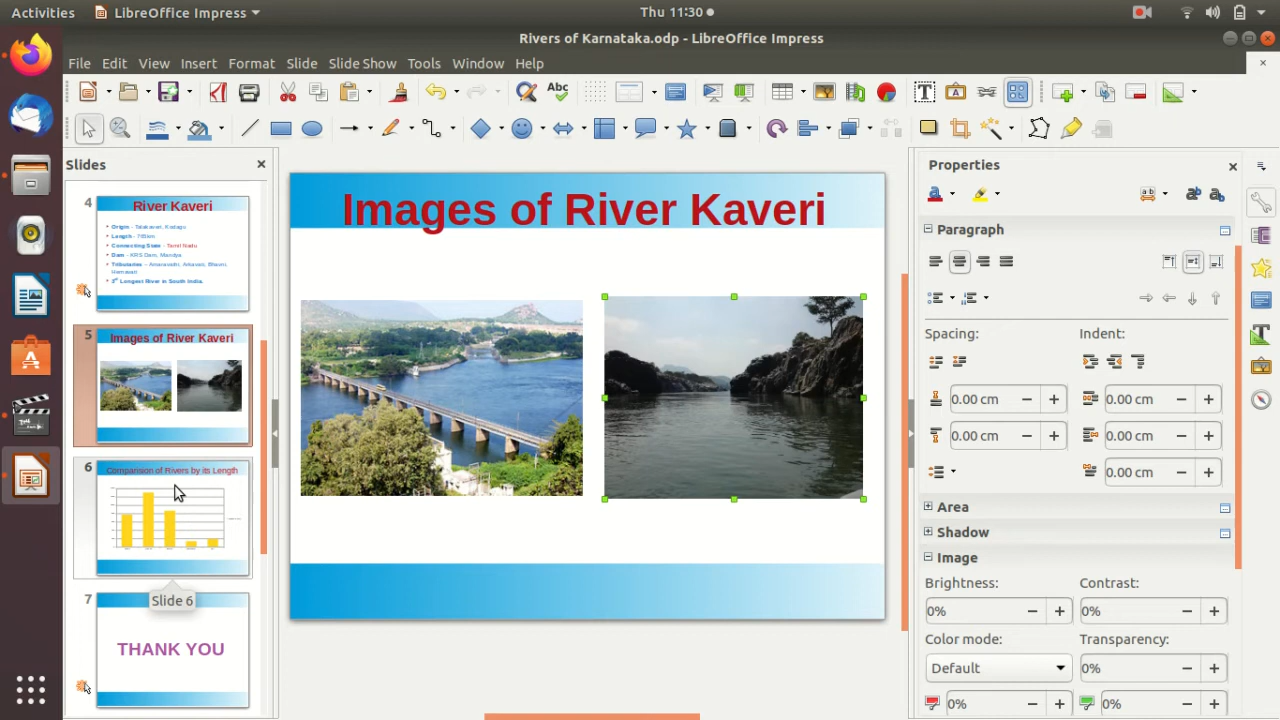 Activities
LibreOffice Impress
Thu 11:30
Rivers of Karnataka.odp - LibreOffice Impress
File Edit View Insert Format Slide Slide Show Tools Window Help
Abc
Slides
4
River Kaveri
Origin - Talakaveri, Kodagu
Length - 765km
Connecting State - Tamil Nadu
Dam - KRS Dam, Mandya
Hemavati
3rd Longest River in South India.
5
Images of River Kaveri
6
Comparision of Rivers by its Length
Slide 6
7
THANK YOU
Images of River Kaveri
Properties
Paragraph
Spacing:
Indent:
0.00 cm
0.00 cm
0.00 cm
0.00 cm
0.00 cm
Area
Shadow
Image
Brightness:
Contrast:
0%
0%
Color mode:
Transparency:
Default
0%
0%
0%